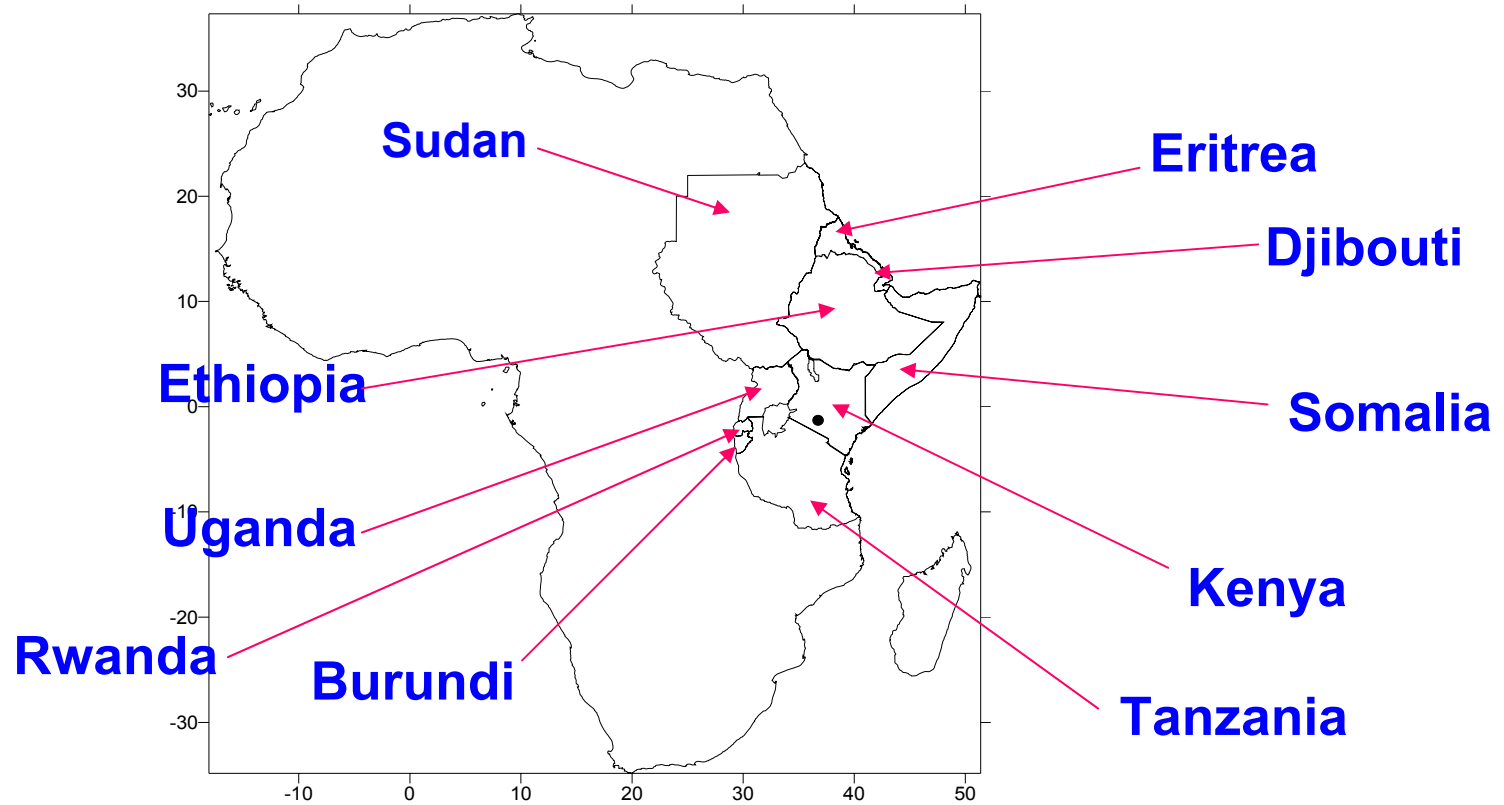 30
Sudan
Eritrea
20
Djibouti
10
Ethiopia
0
Somalia
-10
Uganda
Kenya
-20
Rwanda
Burundi
Tanzania
-30
-10 0 10 20 30 40 50